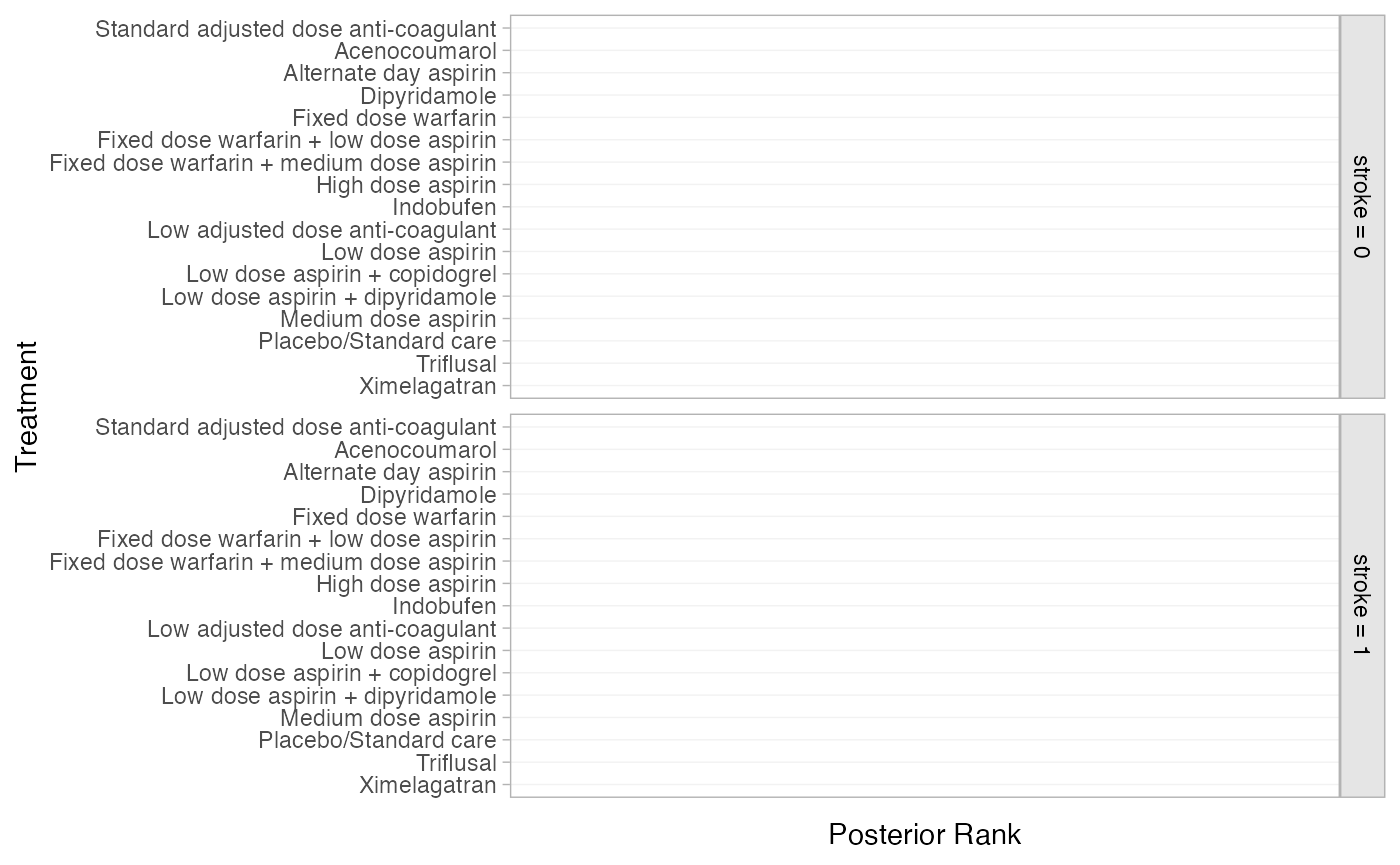 Standard adjusted dose anti-coagulant
Acenocoumarol
Alternate day aspirin
Dipyridamole
Fixed dose warfarin
Fixed dose warfarin + low dose aspirin
Fixed dose warfarin + medium dose aspirin
High dose aspirin
Indobufen
Low adjusted dose anti-coagulant
Low dose aspirin
Low dose aspirin + copidogrel
Low dose aspirin + dipyridamole
Medium dose aspirin
Placebo/Standard care
Triflusal
Ximelagatran
stroke = 0
Treatment
Standard adjusted dose anti-coagulant
Acenocoumarol
Alternate day aspirin
Dipyridamole
Fixed dose warfarin
Fixed dose warfarin + low dose aspirin
Fixed dose warfarin + medium dose aspirin
High dose aspirin
Indobufen
Low adjusted dose anti-coagulant
Low dose aspirin
Low dose aspirin + copidogrel
Low dose aspirin + dipyridamole
Medium dose aspirin
Placebo/Standard care
Triflusal
Ximelagatran
stroke = 1
Posterior Rank